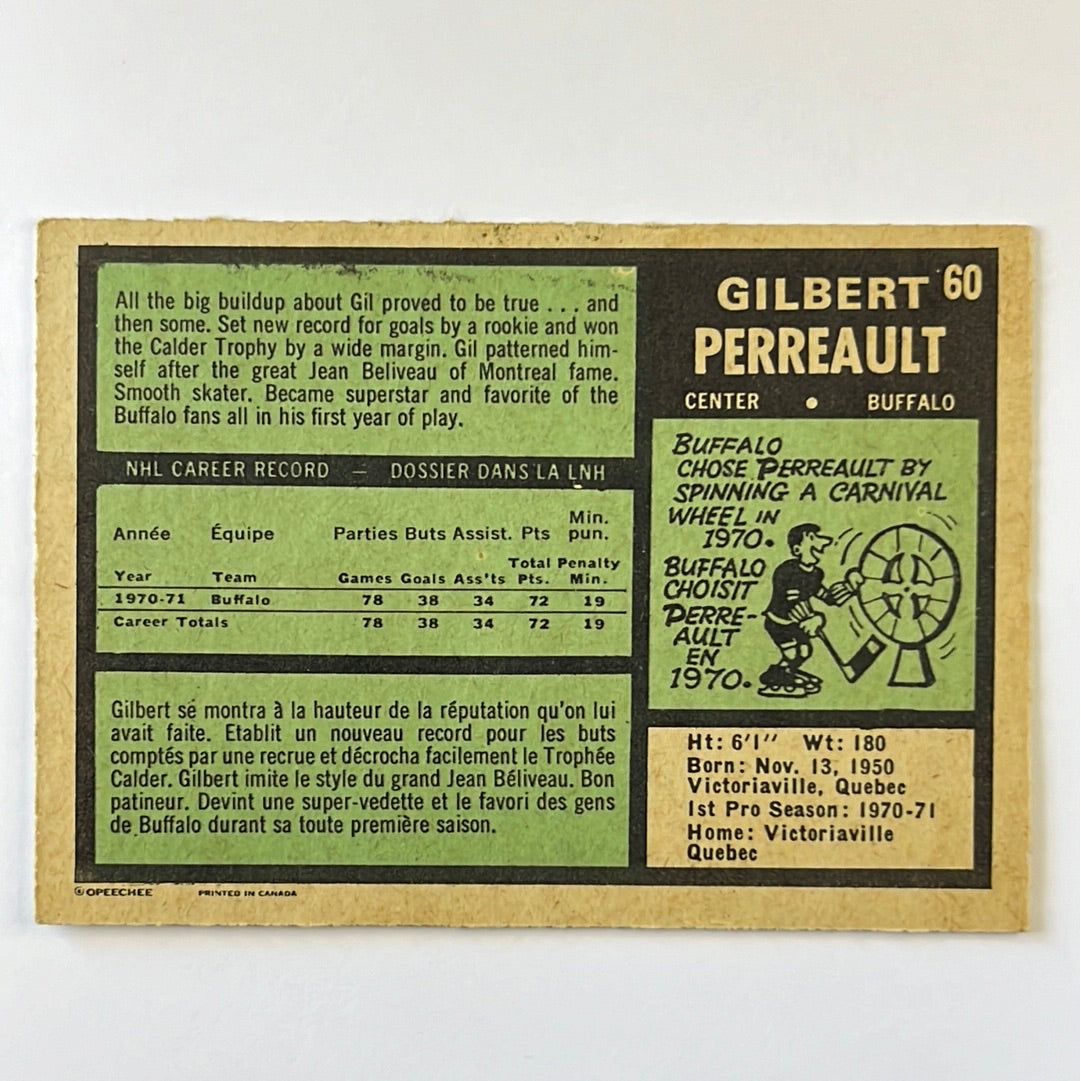 All the big buildup about Gil proved to be true . . . and
then some. Set new record for goals by a rookie and won
the Calder Trophy by a wide margin. Gil patterned him-
self after the great Jean Beliveau of Montreal fame.
Smooth skater. Became superstar and favorite of the
Buffalo fans all in his first year of play.
NHL CAREER RECORD — DOSSIER DANS LA LNH
Année Équipe Parties Buts Assist. Pts Min. pun.
Year Team Games Goals Ass'ts Total Pts. Penalty Min.
1970-71 Buffalo 78 38 34 72 19
Career Totals 78 38 34 72 19
Gilbert se montra à la hauteur de la réputation qu'on lui
avait faite. Etablit un nouveau record pour les buts
comptés par une recrue et décrocha facilement le Trophée
Calder. Gilbert imite le style du grand Jean Béliveau. Bon
patineur. Devint une super-vedette et le favori des gens
de Buffalo durant sa toute première saison.
GILBERT 60
PERREAULT
CENTER • BUFFALO
BUFFALO
CHOSE PERREAULT BY
SPINNING A CARNIVAL
WHEEL IN
1970.
BUFFALO
CHOISIT
PERRE-
AULT
EN
1970.
Ht: 6'1" Wt: 180
Born: Nov. 13, 1950
Victoriaville, Quebec
1st Pro Season: 1970-71
Home: Victoriaville
Quebec
© OPEECHEE PRINTED IN CANADA